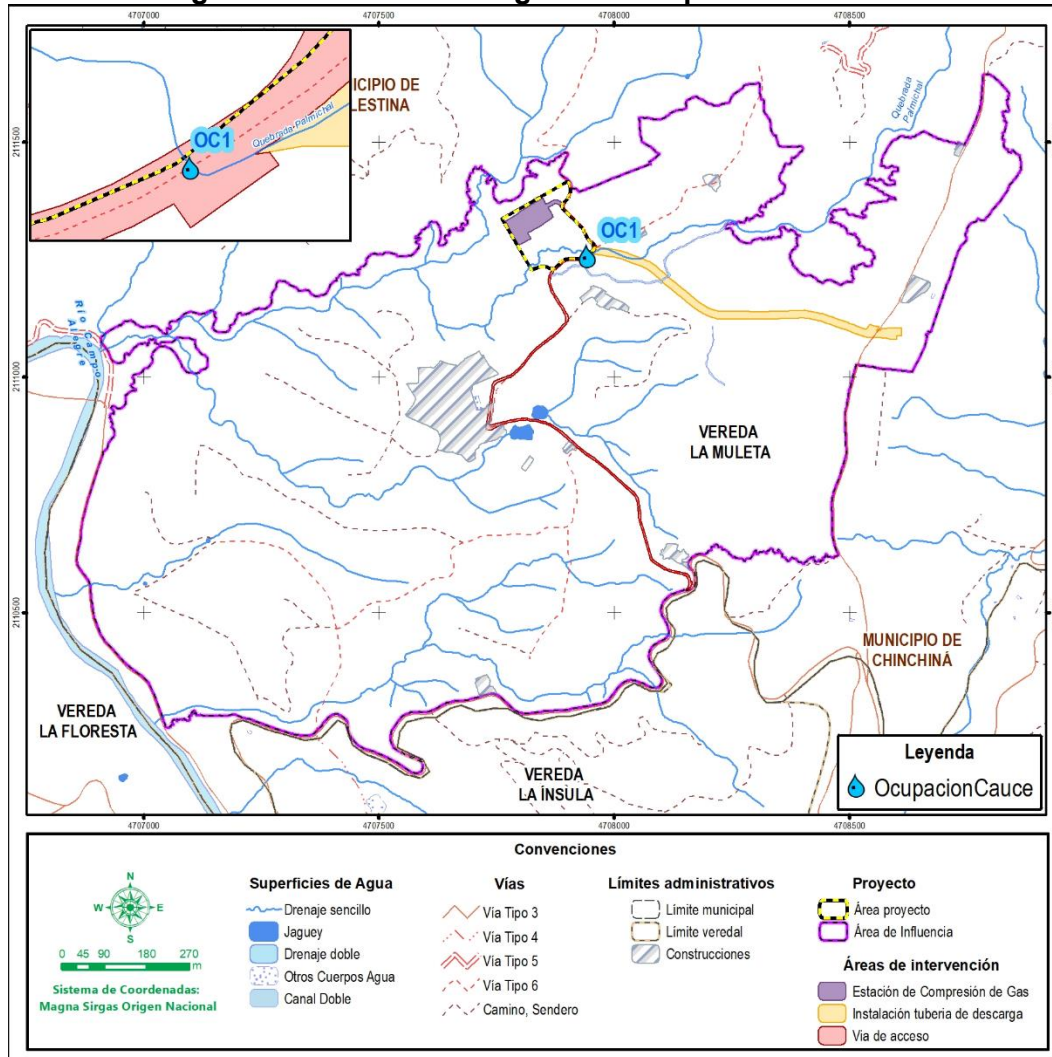 4707000
4707500
4708000
4708500
2111500
2111000
2110500
ICIPIO DE
LESTINA
OC1
Quebrada-Palmichal
Quebrada
Palmichal
OC1
Río Campo
Alegre
VEREDA
LA MULETA
MUNICIPIO DE
CHINCHINÁ
VEREDA
LA FLORESTA
VEREDA
LA ÍNSULA
Leyenda
OcupacionCauce
4707000
4707500
4708000
4708500
Convenciones
N
W
E
S
0 45 90 180 270
m
Sistema de Coordenadas:
Magna Sirgas Origen Nacional
Superficies de Agua
Drenaje sencillo
Jaguey
Drenaje doble
Otros Cuerpos Agua
Canal Doble
Vías
Vía Tipo 3
Vía Tipo 4
Vía Tipo 5
Vía Tipo 6
Camino, Sendero
Límites administrativos
Límite municipal
Límite veredal
Construcciones
Proyecto
Área proyecto
Área de Influencia
Áreas de intervención
Estación de Compresión de Gas
Instalación tuberia de descarga
Via de acceso